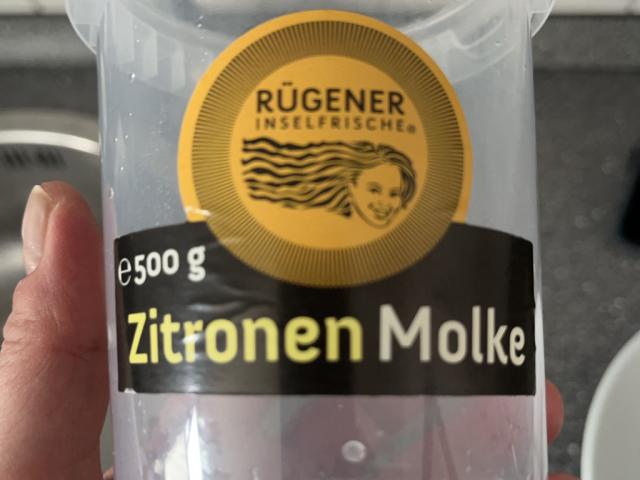 RÜGENER
INSELFRISCHE®
℮500 g
Zitronen Molke